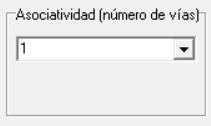 Asociatividad (número de vías)
1